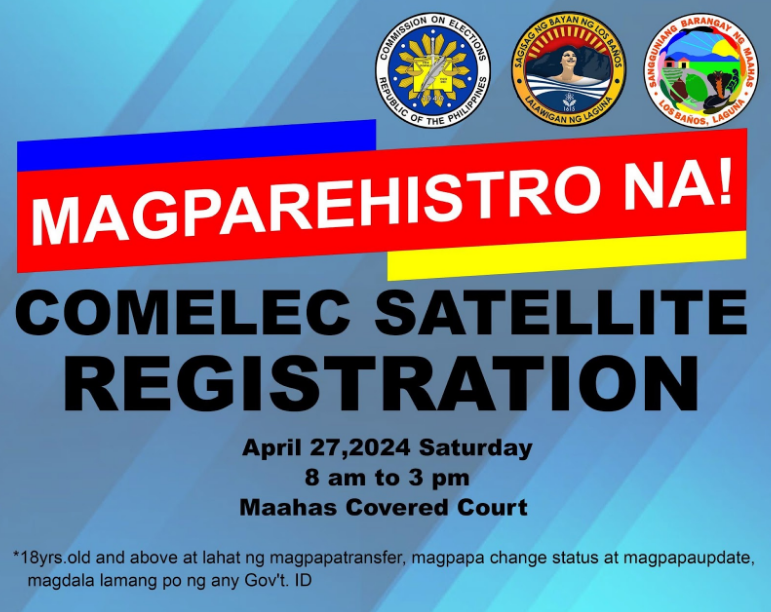 COMMISSION ON ELECTIONS
REPUBLIC OF THE PHILIPPINES
SAGISAG NG BAYAN NG LOS BAÑOS
LALAWIGAN NG LAGUNA
1615
SANGGUNIANG BARANGAY NG MAAHAS
LOS BAÑOS, LAGUNA
MAGPAREHISTRO NA!
COMELEC SATELLITE
REGISTRATION
April 27,2024 Saturday
8 am to 3 pm
Maahas Covered Court
*18yrs.old and above at lahat ng magpapatransfer, magpapa change status at magpapaupdate,
magdala lamang po ng any Gov't. ID